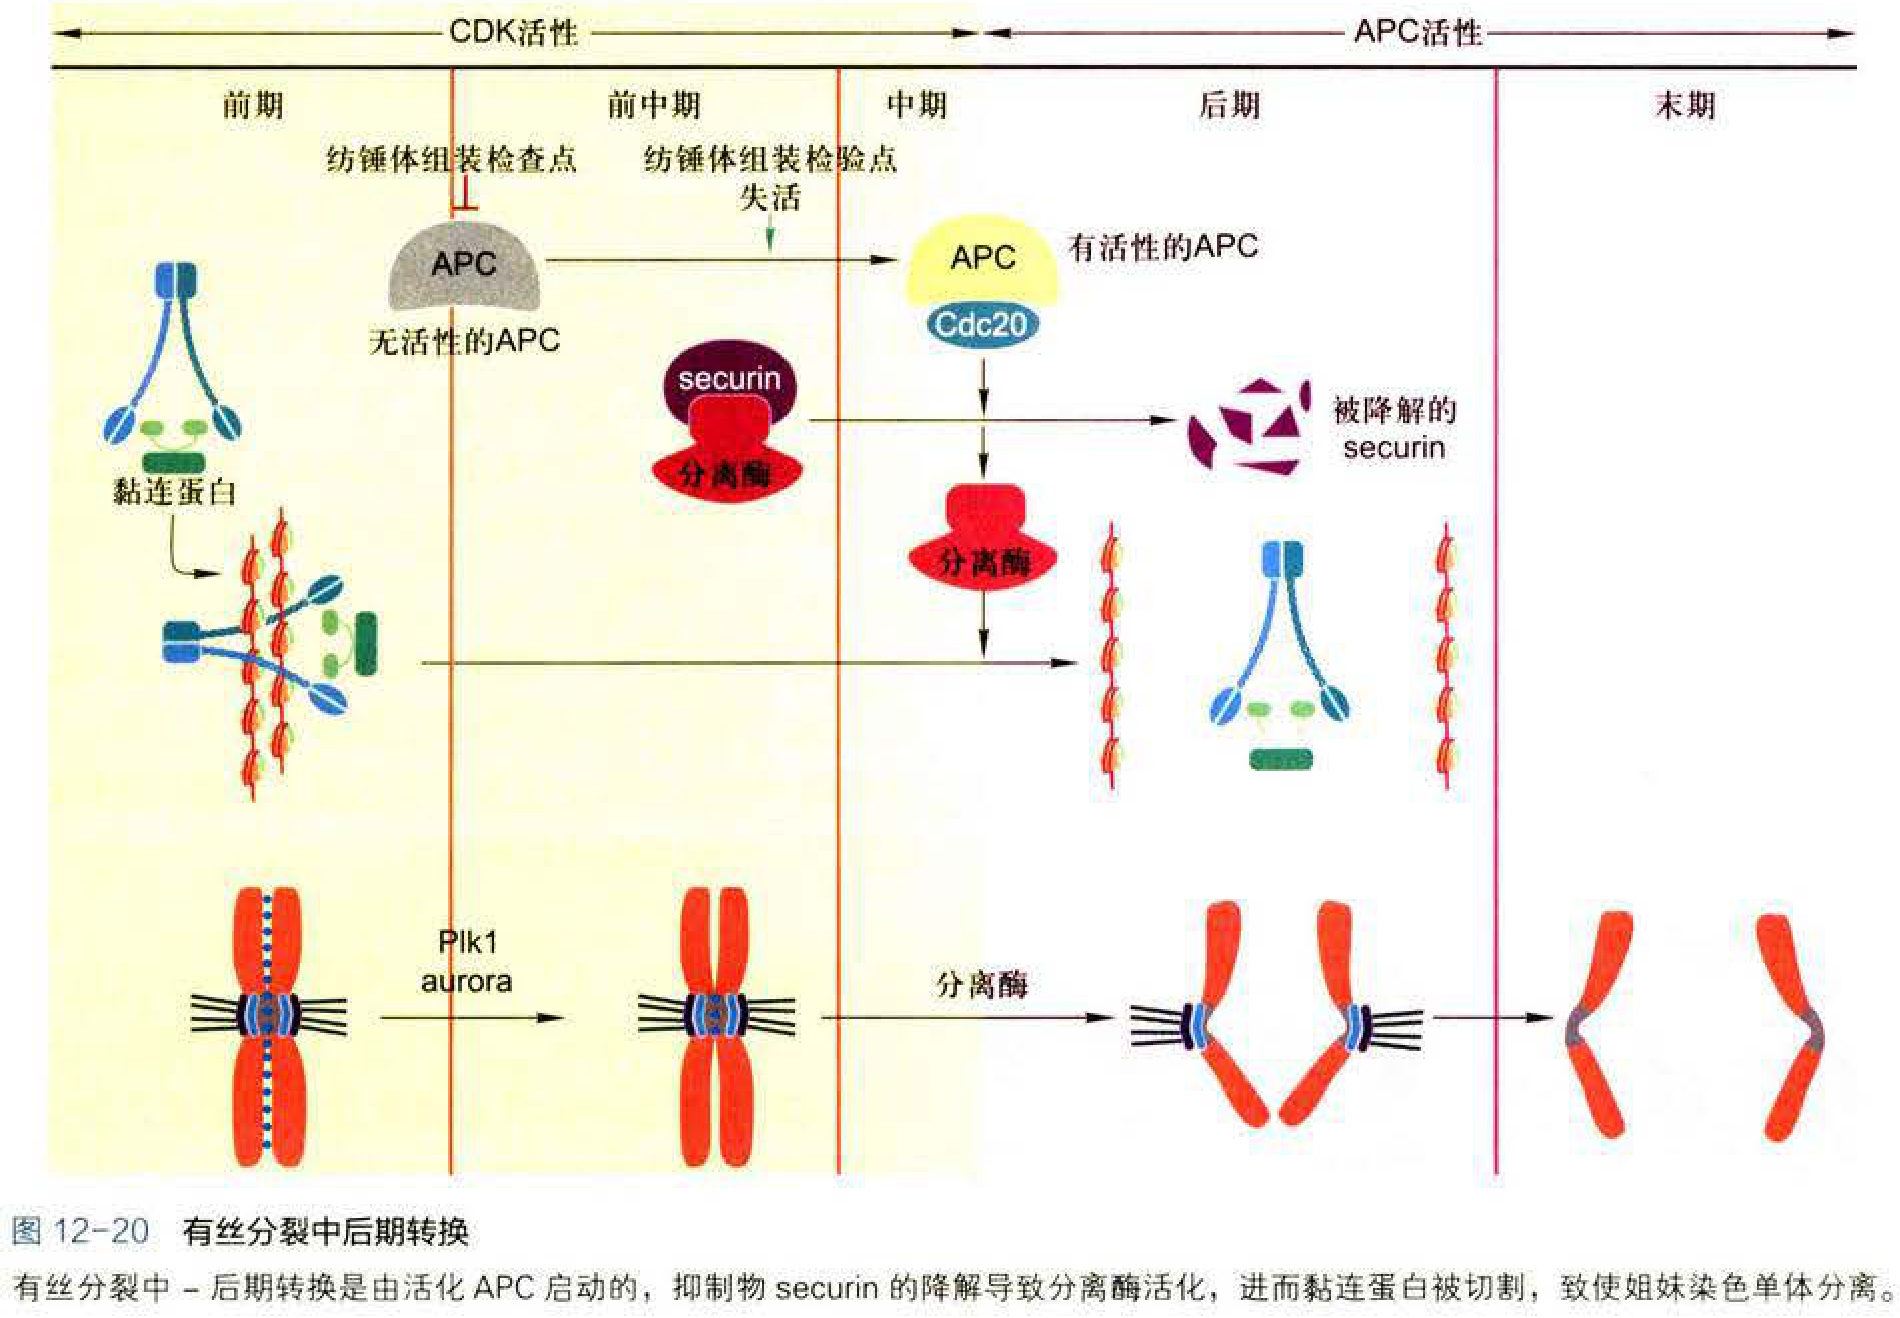 CDK活性
APC活性
前期
前中期
中期
后期
末期
纺锤体组装检查点
纺锤体组装检验点
失活
APC
无活性的APC
APC
有活性的APC
Cdc20
securin
分离酶
被降解的
securin
分离酶
黏连蛋白
Plk1
aurora
分离酶
图 12-20 有丝分裂中后期转换
有丝分裂中 – 后期转换是由活化 APC 启动的，抑制物 securin 的降解导致分离酶活化，进而黏连蛋白被切割，致使姐妹染色单体分离。